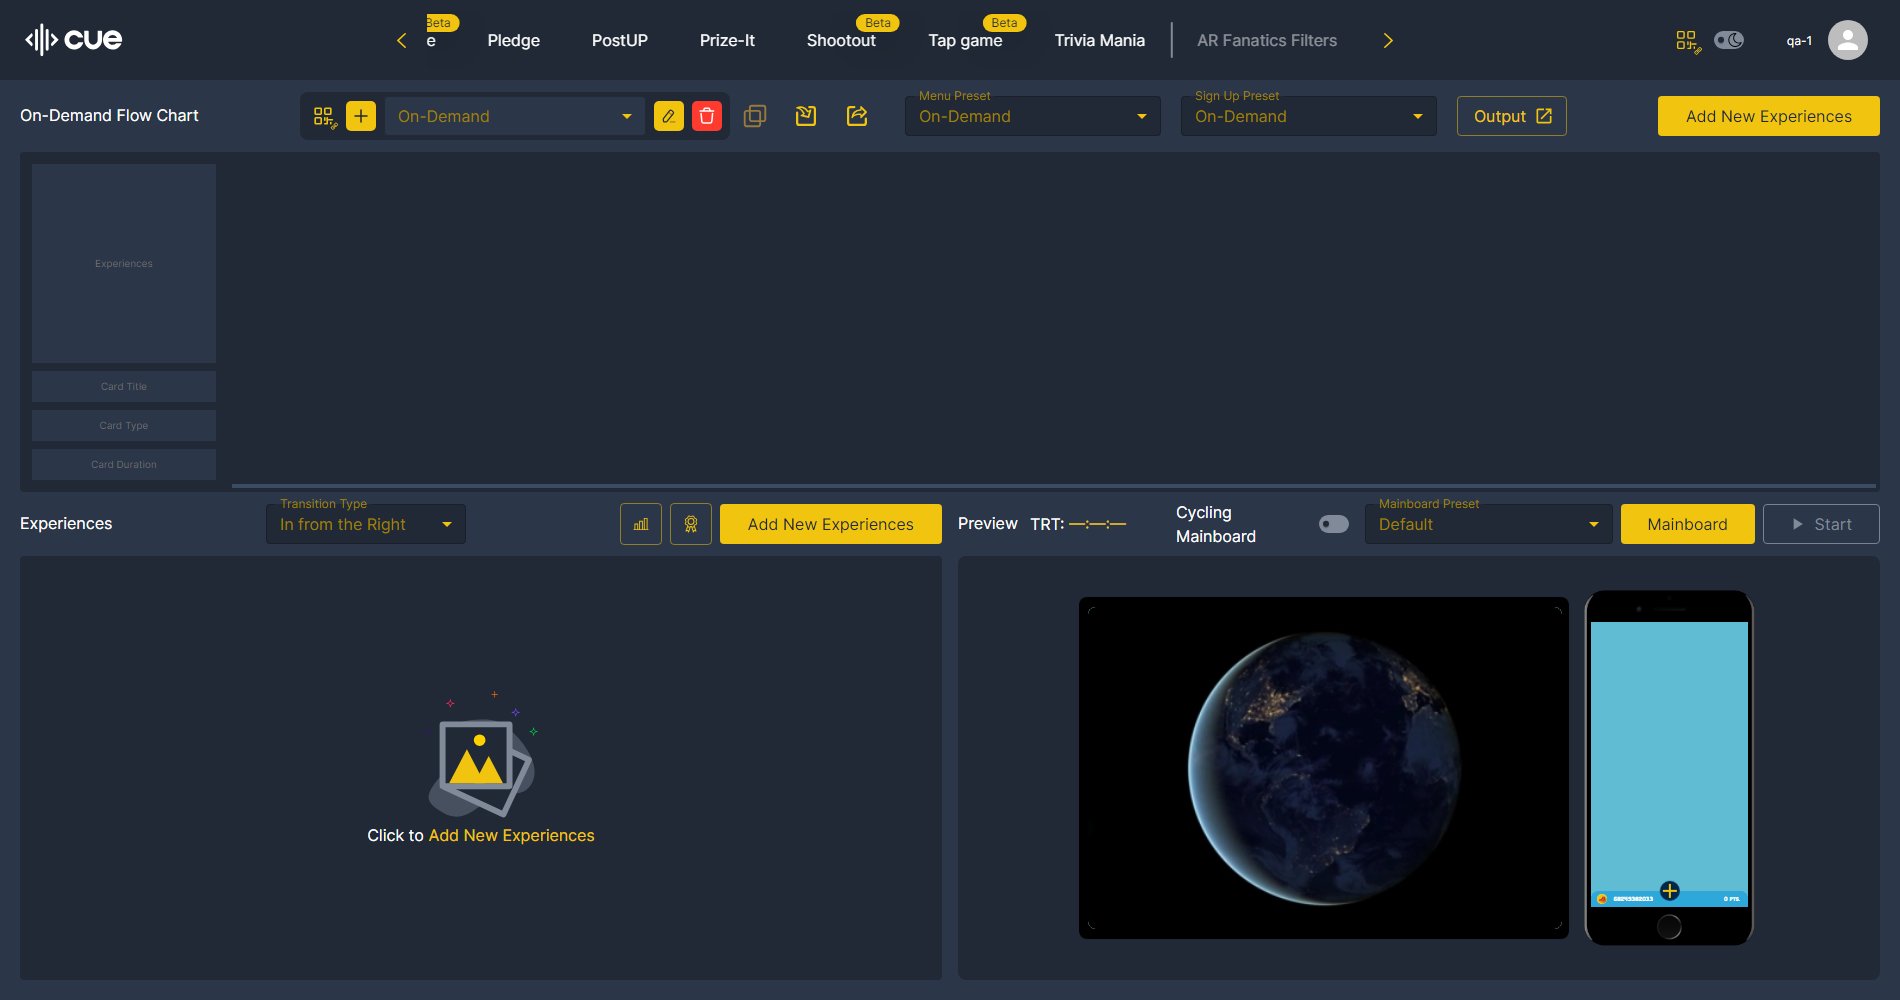 cue
Beta
e
Pledge
PostUP
Prize-It
Beta
Shootout
Beta
Tap game
Trivia Mania
AR Fanatics Filters
qa-1
On-Demand Flow Chart
On-Demand
Menu Preset
On-Demand
Sign Up Preset
On-Demand
Output
Add New Experiences
Experiences
Card Title
Card Type
Card Duration
Experiences
Transition Type
In from the Right
Add New Experiences
Preview
TRT: —:—:—
Cycling
Mainboard
Mainboard Preset
Default
Mainboard
Start
Click to Add New Experiences
0 PTS.